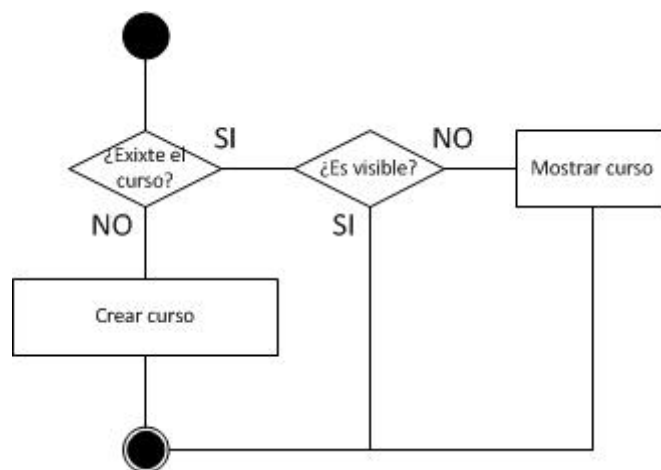 ¿Exixte el
curso?
SI
¿Es visible?
NO
Mostrar curso
NO
SI
Crear curso